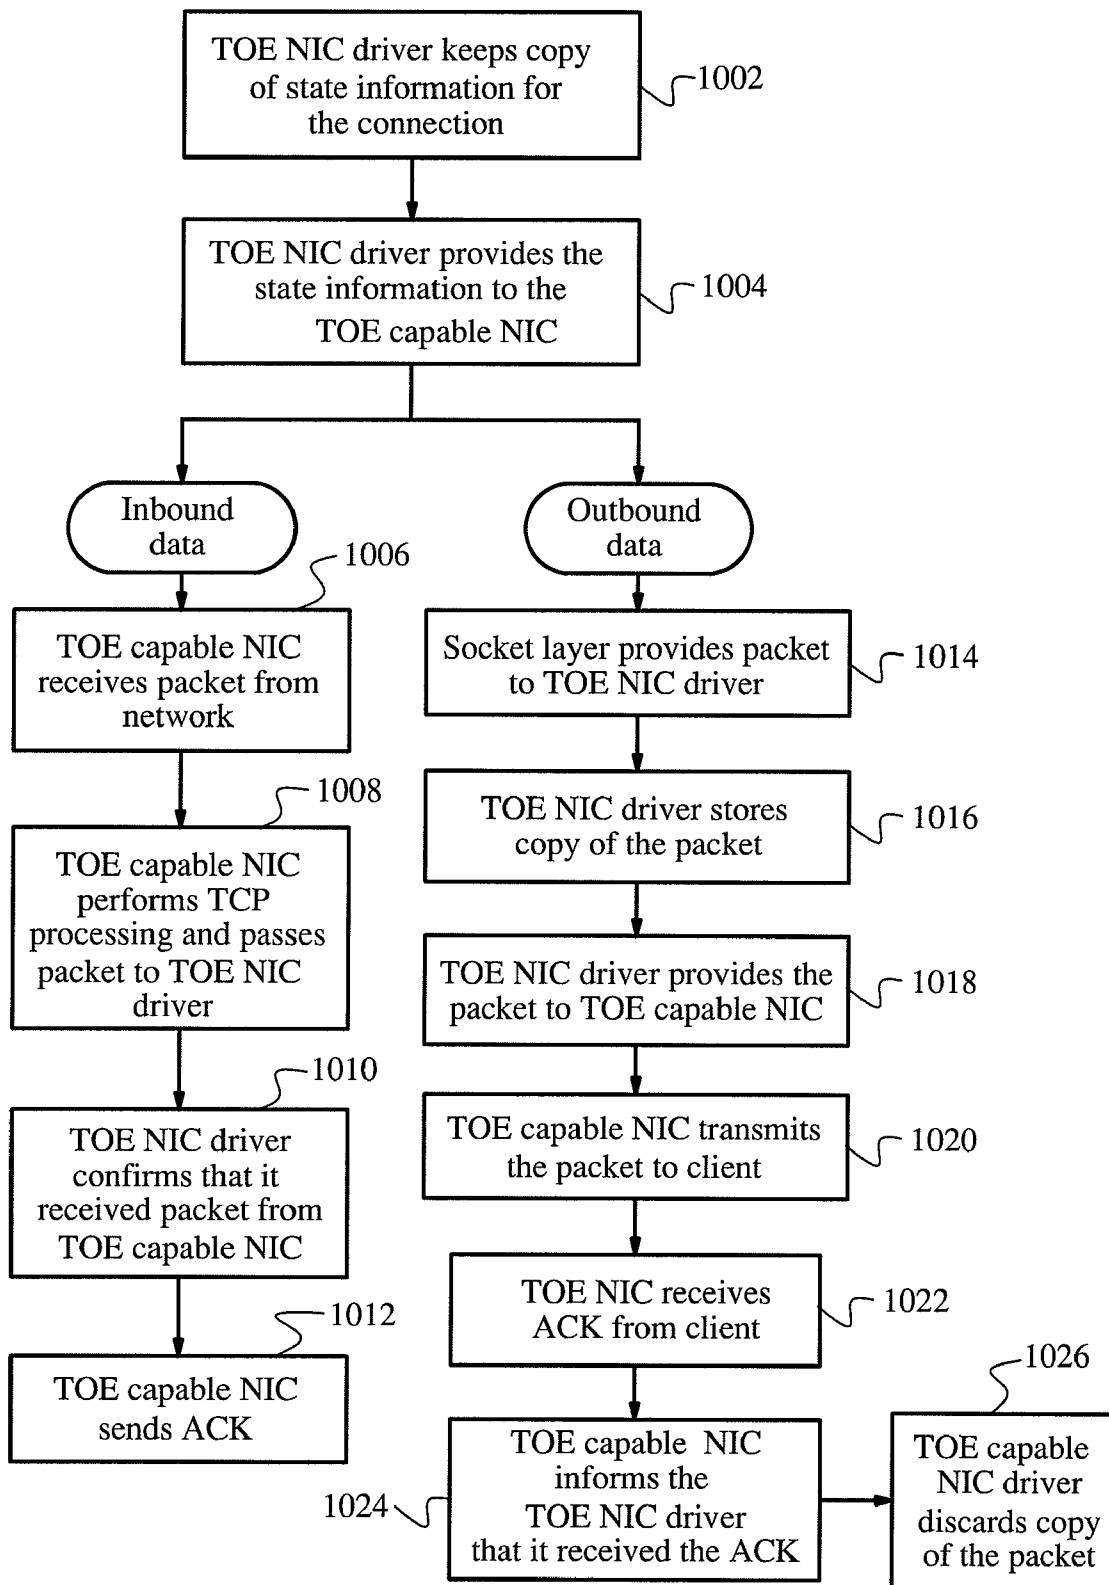 TOE NIC driver keeps copy
of state information for
the connection
1002
TOE NIC driver provides the
state information to the
TOE capable NIC
1004
Inbound
data
1006
TOE capable NIC
receives packet from
network
1008
TOE capable NIC
performs TCP
processing and passes
packet to TOE NIC
driver
1010
TOE NIC driver
confirms that it
received packet from
TOE capable NIC
1012
TOE capable NIC
sends ACK
Outbound
data
Socket layer provides packet
to TOE NIC driver
1014
TOE NIC driver stores
copy of the packet
1016
TOE NIC driver provides the
packet to TOE capable NIC
1018
TOE capable NIC transmits
the packet to client
1020
TOE NIC receives
ACK from client
1022
TOE capable NIC
informs the
TOE NIC driver
that it received the ACK
1024
1026
TOE capable
NIC driver
discards copy
of the packet